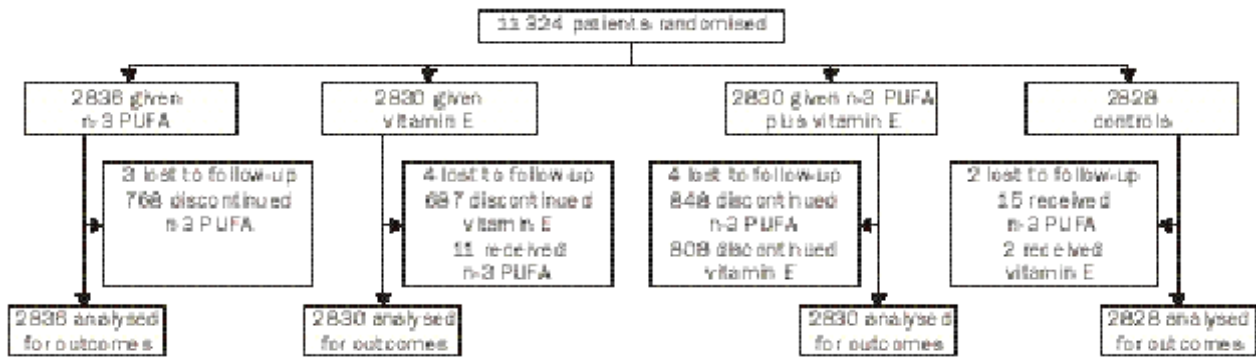 11 324 patients randomised
2836 given
n-3 PUFA
2830 given
vitamin E
2830 given n-3 PUFA
plus vitamin E
2828
controls
3 lost to follow-up
768 discontinued
n-3 PUFA
4 lost to follow-up
discontinued
vitamin E
11 received
n-3 PUFA
4 lost to follow-up
848 discontinued
n-3 PUFA
808 discontinued
vitamin E
2 lost to follow-up
15 received
n-3 PUFA
2 received
vitamin E
2836 analysed
for outcomes
2830 analysed
for outcomes
2830 analysed
for outcomes
2828 analysed
for outcomes